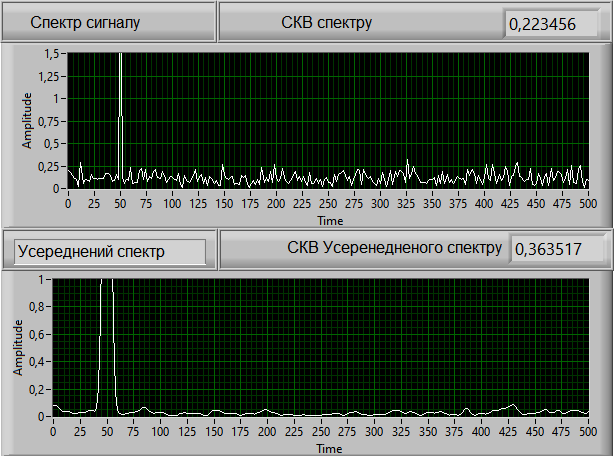 Спектр сигналу
СКВ спектру
0,223456
Amplitude
1,5
1,25
1
0,75
0,5
0,25
0
0 25 50 75 100 125 150 175 200 225 250 275 300 325 350 375 400 425 450 475 500
Time
Усереднений спектр
СКВ Усеренедненого спектру
0,363517
Amplitude
1
0,8
0,6
0,4
0,2
0
0 25 50 75 100 125 150 175 200 225 250 275 300 325 350 375 400 425 450 475 500
Time